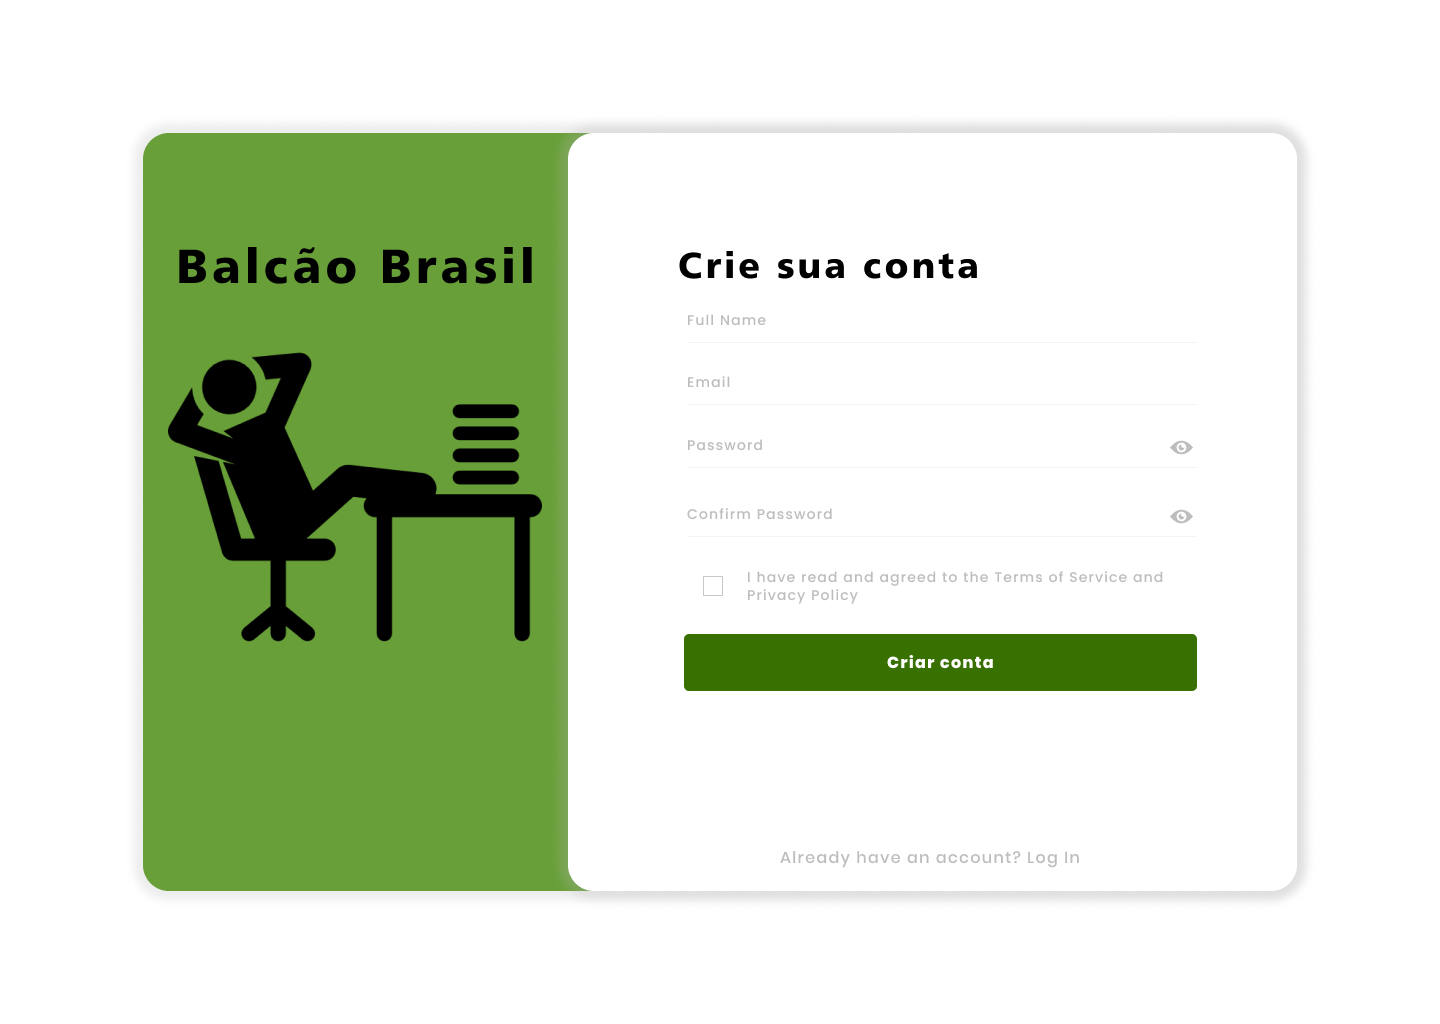 Balcão Brasil
Crie sua conta
Full Name
Email
Password
Confirm Password
I have read and agreed to the Terms of Service and
Privacy Policy
Criar conta
Already have an account? Log In